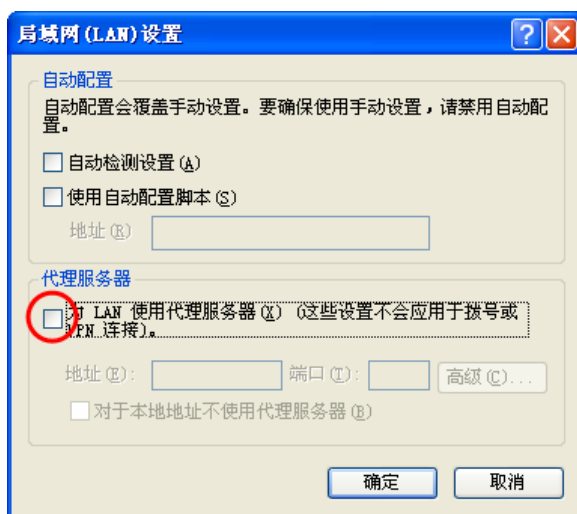 局域网(LAN)设置
自动配置
自动配置会覆盖手动设置。要确保使用手动设置，请禁用自动配
置。
自动检测设置(A)
使用自动配置脚本(S)
地址(R)
代理服务器
对 LAN 使用代理服务器(X) (这些设置不会应用于拨号或
VPN 连接)。
地址(E): 端口(T): 高级(C)...
对于本地地址不使用代理服务器(B)
确定 取消